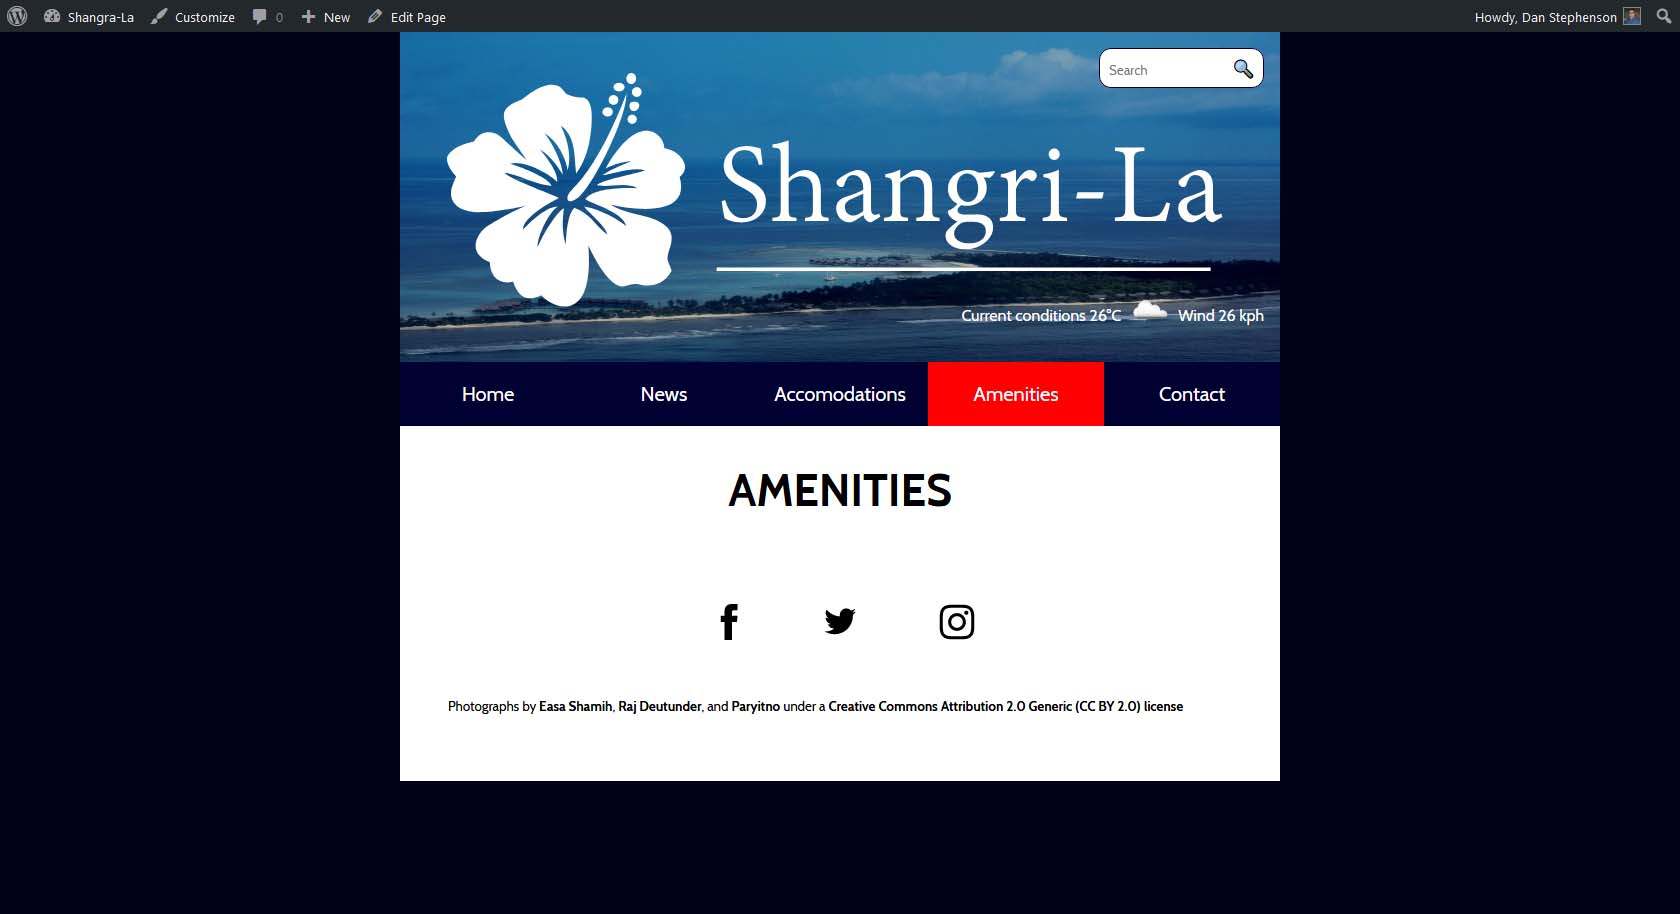 Shangra-La Customize 0 New Edit Page Howdy, Dan Stephenson
Search
Shangri-La
Current conditions 26°C Wind 26 kph
Home News Accomodations Amenities Contact
AMENITIES
Photographs by Easa Shamih, Raj Deutunder, and Paryitno under a Creative Commons Attribution 2.0 Generic (CC BY 2.0) license